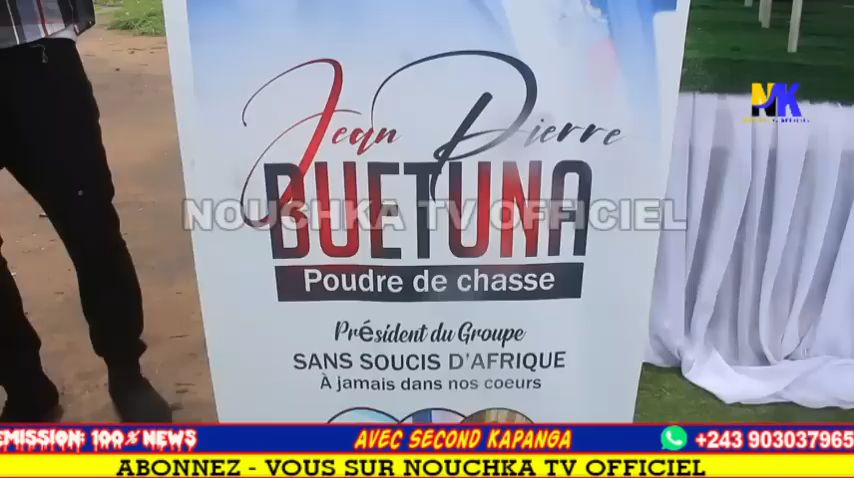 Jean Pierre
BUETUNA
NOUCHKA TV OFFICIEL
Poudre de chasse
Président du Groupe
SANS SOUCIS D'AFRIQUE
À jamais dans nos coeurs
NK
EMISSION: 100% NEWS
AVEC SECOND KAPANGA
+243 903037965
ABONNEZ - VOUS SUR NOUCHKA TV OFFICIEL